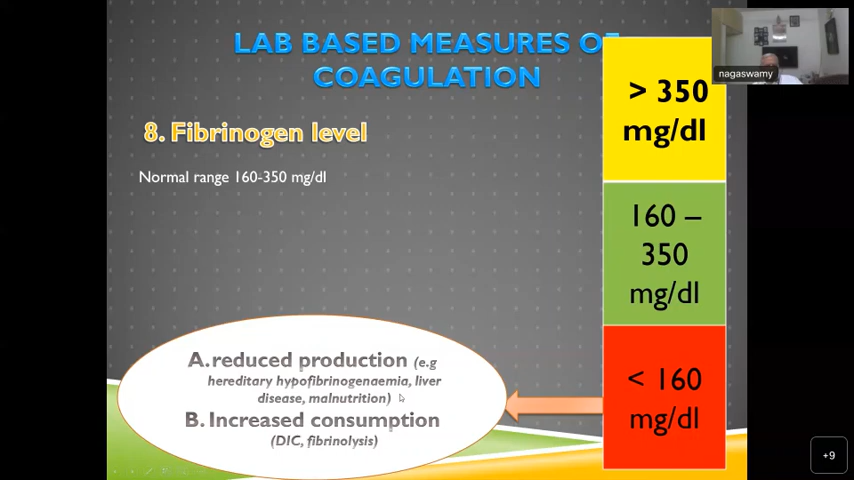 LAB BASED MEASURES OF
COAGULATION
8. Fibrinogen level
Normal range 160-350 mg/dl
> 350
mg/dl
160 –
350
mg/dl
< 160
mg/dl
A. reduced production (e.g
hereditary hypofibrinogenaemia, liver
disease, malnutrition)
B. Increased consumption
(DIC, fibrinolysis)
nagaswamy
+9